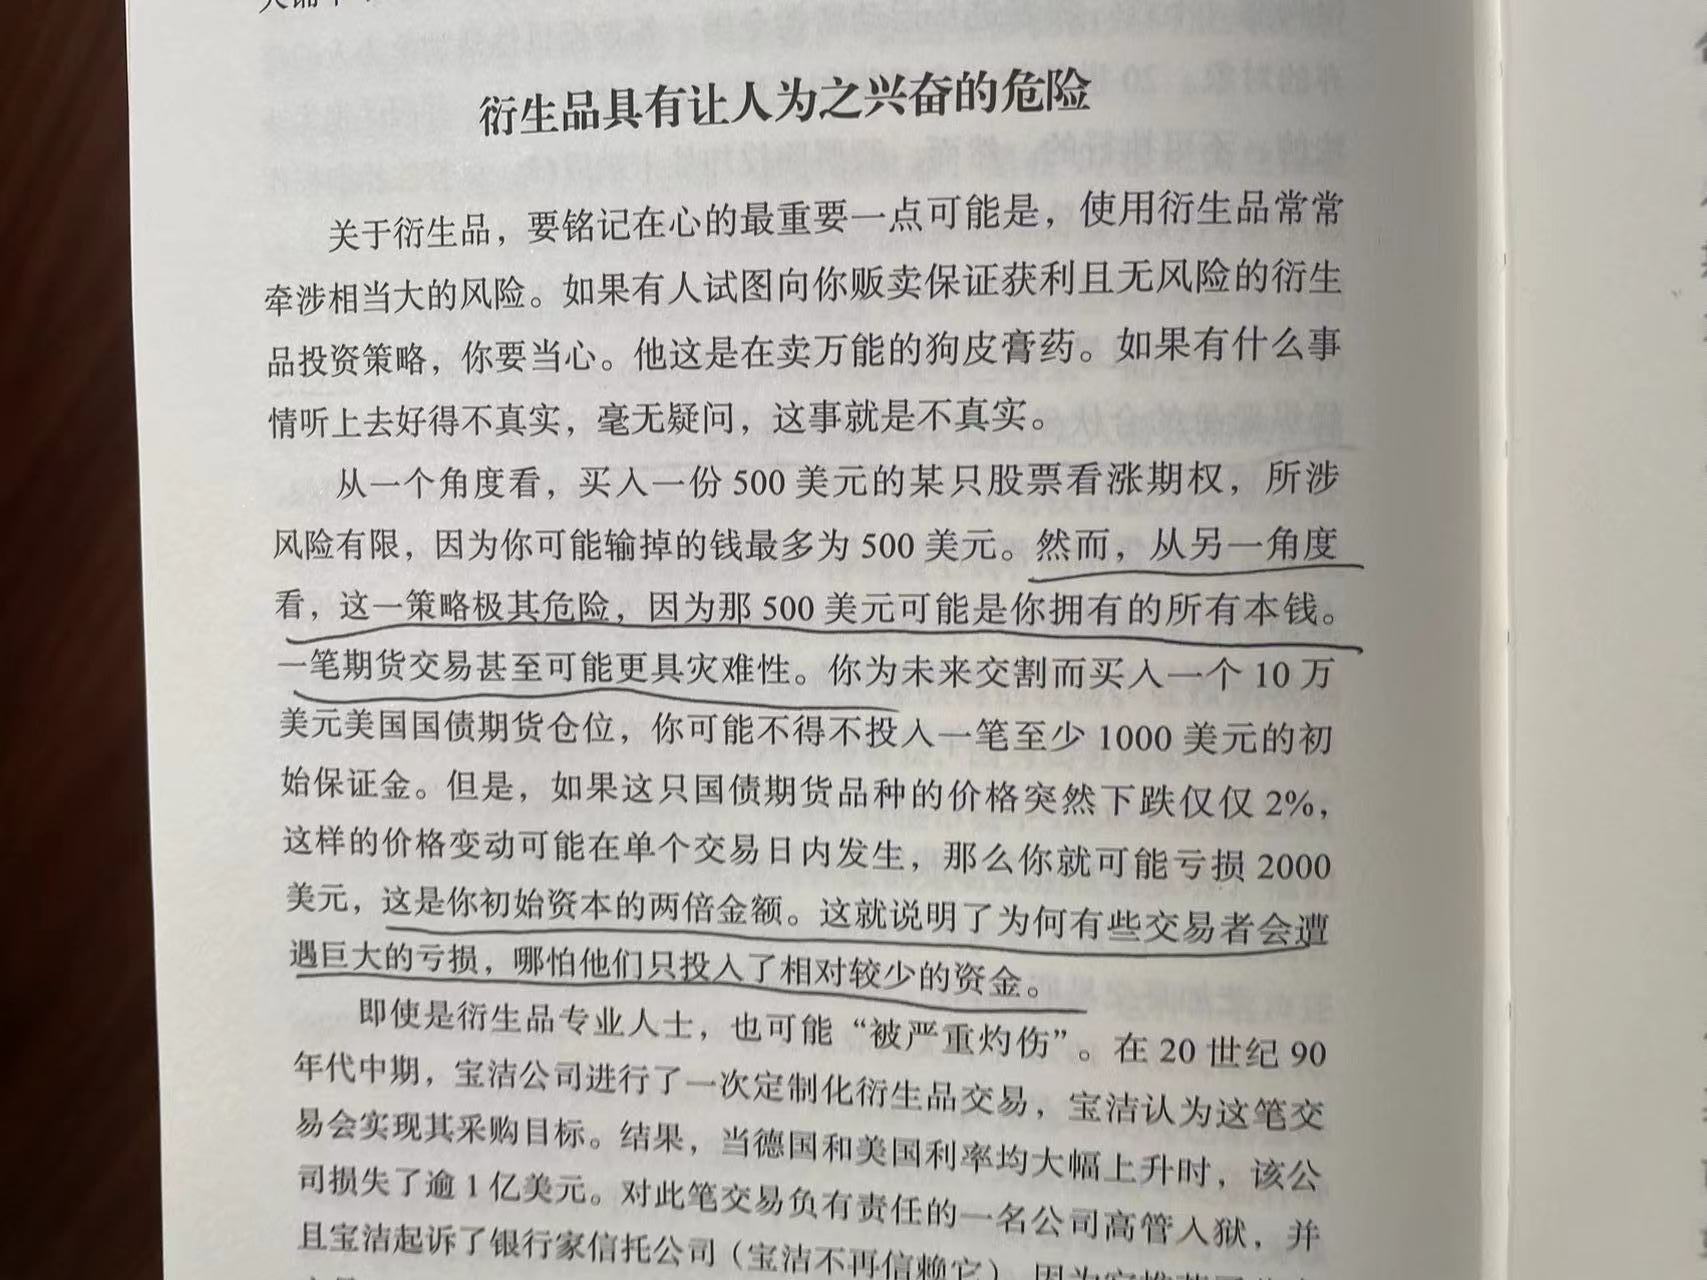 衍生品具有让人为之兴奋的危险
关于衍生品，要铭记在心的最重要一点可能是，使用衍生品常常
牵涉相当大的风险。如果有人试图向你贩卖保证获利且无风险的衍生
品投资策略，你要当心。他这是在卖万能的狗皮膏药。如果有什么事
情听上去好得不真实，毫无疑问，这事就是不真实。
从一个角度看，买入一份 500 美元的某只股票看涨期权，所涉
风险有限，因为你可能输掉的钱最多为 500 美元。然而，从另一角度
看，这一策略极其危险，因为那 500 美元可能是你拥有的所有本钱。
一笔期货交易甚至可能更具灾难性。你为未来交割而买入一个 10 万
美元美国国债期货仓位，你可能不得不投入一笔至少 1000 美元的初
始保证金。但是，如果这只国债期货品种的价格突然下跌仅仅 2%，
这样的价格变动可能在单个交易日内发生，那么你就可能亏损 2000
美元，这是你初始资本的两倍金额。这就说明了为何有些交易者会遭
遇巨大的亏损，哪怕他们只投入了相对较少的资金。
即使是衍生品专业人士，也可能“被严重灼伤”。在 20 世纪 90
年代中期，宝洁公司进行了一次定制化衍生品交易，宝洁认为这笔交
易会实现其采购目标。结果，当德国和美国利率均大幅上升时，该公
司损失了逾 1 亿美元。对此笔交易负有责任的一名公司高管入狱，并
且宝洁起诉了银行家信托公司（宝洁不再信赖它），因为它